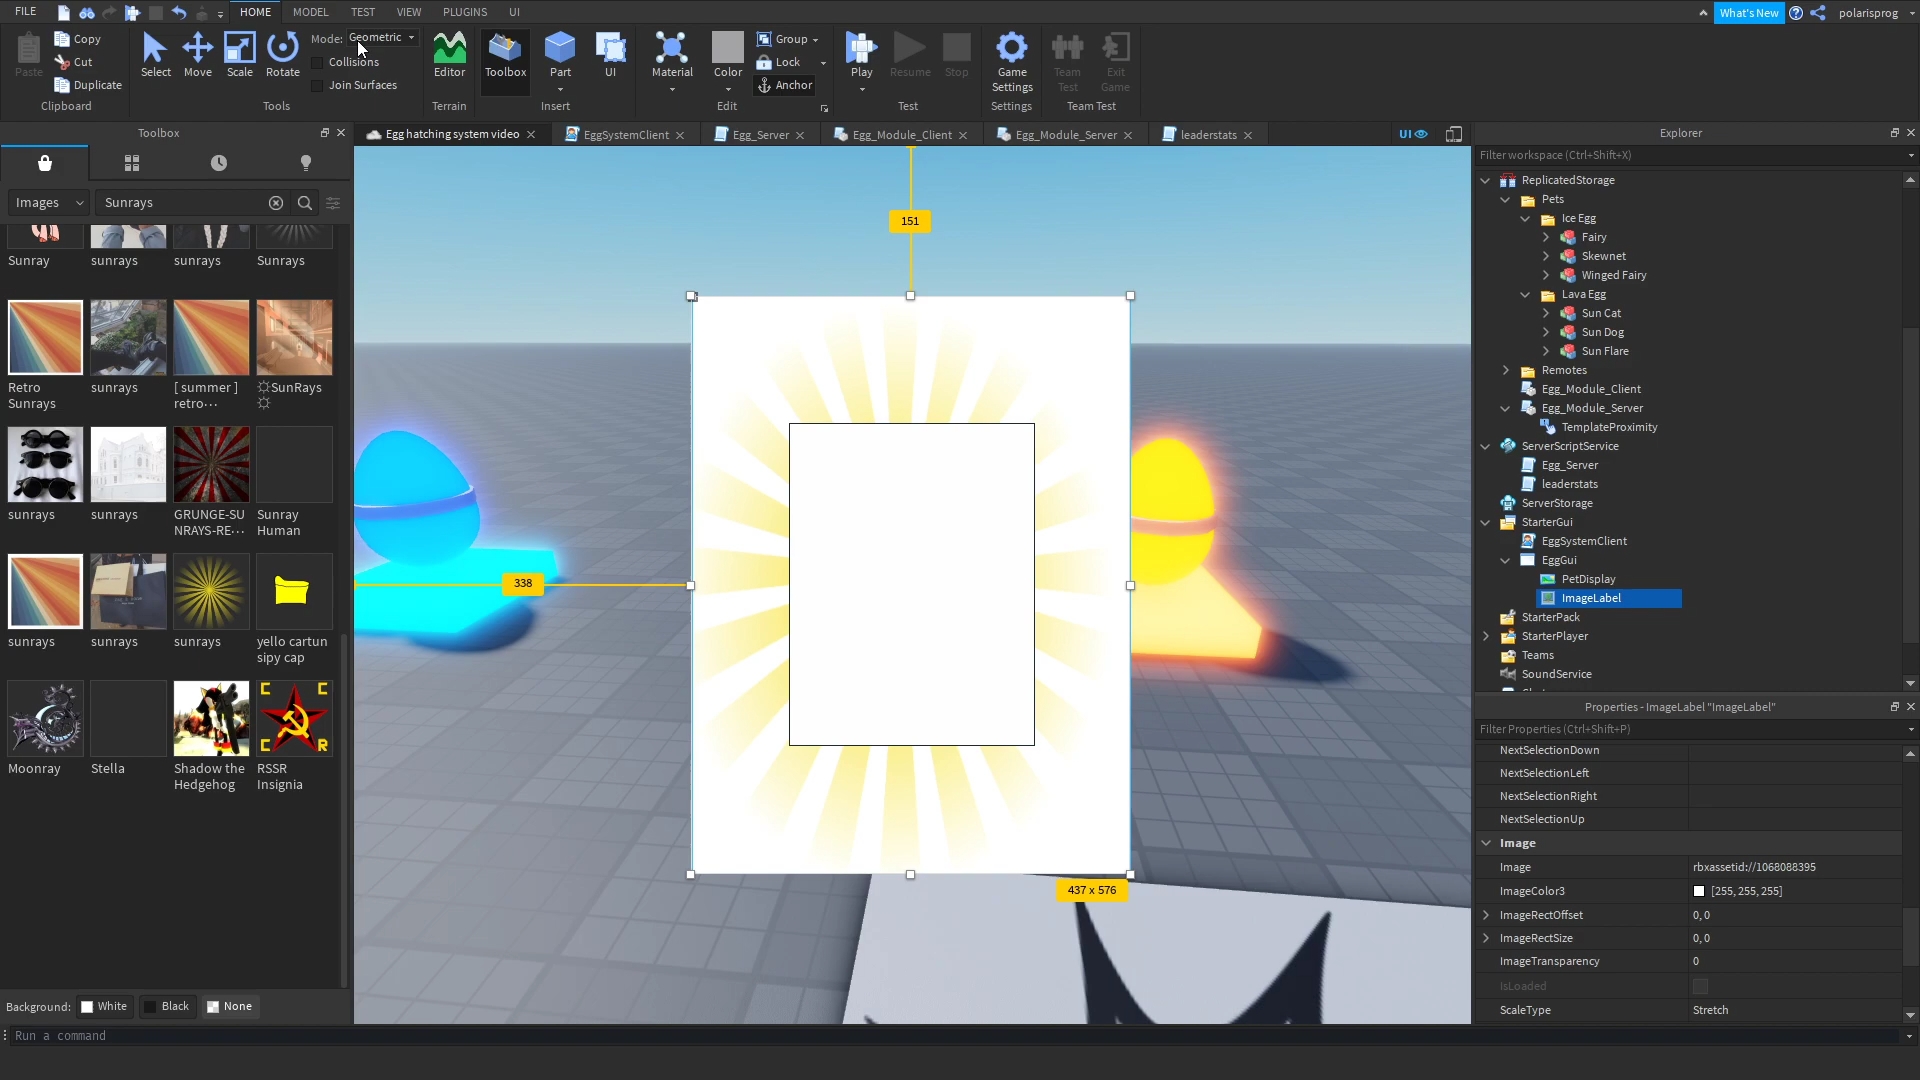 FILE
HOME
MODEL
TEST
VIEW
PLUGINS
UI
What's New
polarisprog
Paste
Copy
Cut
Duplicate
Clipboard
Select
Move
Scale
Rotate
Mode: Geometric
Collisions
Join Surfaces
Tools
Editor
Terrain
Toolbox
Part
UI
Insert
Material
Color
Group
Lock
Anchor
Edit
Play
Resume
Stop
Test
Game
Settings
Settings
Team
Test
Exit
Game
Team Test
Toolbox
Images
Sunrays
Sunray
sunrays
sunrays
Sunrays
Retro
Sunrays
sunrays
[ summer ]
retro···
☼SunRays
☼
sunrays
sunrays
GRUNGE-SU
NRAYS-RE···
Sunray
Human
sunrays
sunrays
sunrays
yello cartun
sipy cap
C C
C R
Moonray
Stella
Shadow the
Hedgehog
RSSR
Insignia
Background:
White
Black
None
Run a command
Egg hatching system video
EggSystemClient
Egg_Server
Egg_Module_Client
Egg_Module_Server
leaderstats
UI
151
338
437 x 576
Explorer
Filter workspace (Ctrl+Shift+X)
ReplicatedStorage
Pets
Ice Egg
Fairy
Skewnet
Winged Fairy
Lava Egg
Sun Cat
Sun Dog
Sun Flare
Remotes
Egg_Module_Client
Egg_Module_Server
TemplateProximity
ServerScriptService
Egg_Server
leaderstats
ServerStorage
StarterGui
EggSystemClient
EggGui
PetDisplay
ImageLabel
StarterPack
StarterPlayer
Teams
SoundService
Properties - ImageLabel "ImageLabel"
Filter Properties (Ctrl+Shift+P)
NextSelectionDown
NextSelectionLeft
NextSelectionRight
NextSelectionUp
Image
Image rbxassetid://1068088395
ImageColor3 [255, 255, 255]
ImageRectOffset 0, 0
ImageRectSize 0, 0
ImageTransparency 0
IsLoaded
ScaleType Stretch